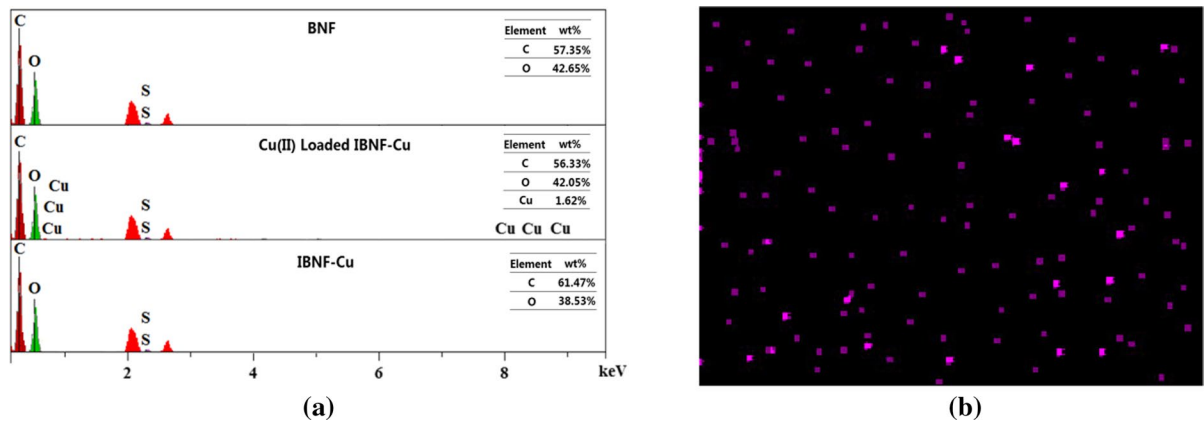 C
BNF
O
S
S
Element wt%
C 57.35%
O 42.65%
C
Cu(II) Loaded IBNF-Cu
O Cu
Cu
Cu
S
S
Cu Cu Cu
Element wt%
C 56.33%
O 42.05%
Cu 1.62%
C
IBNF-Cu
O
S
S
Element wt%
C 61.47%
O 38.53%
2 4 6 8 keV
(a)
(b)